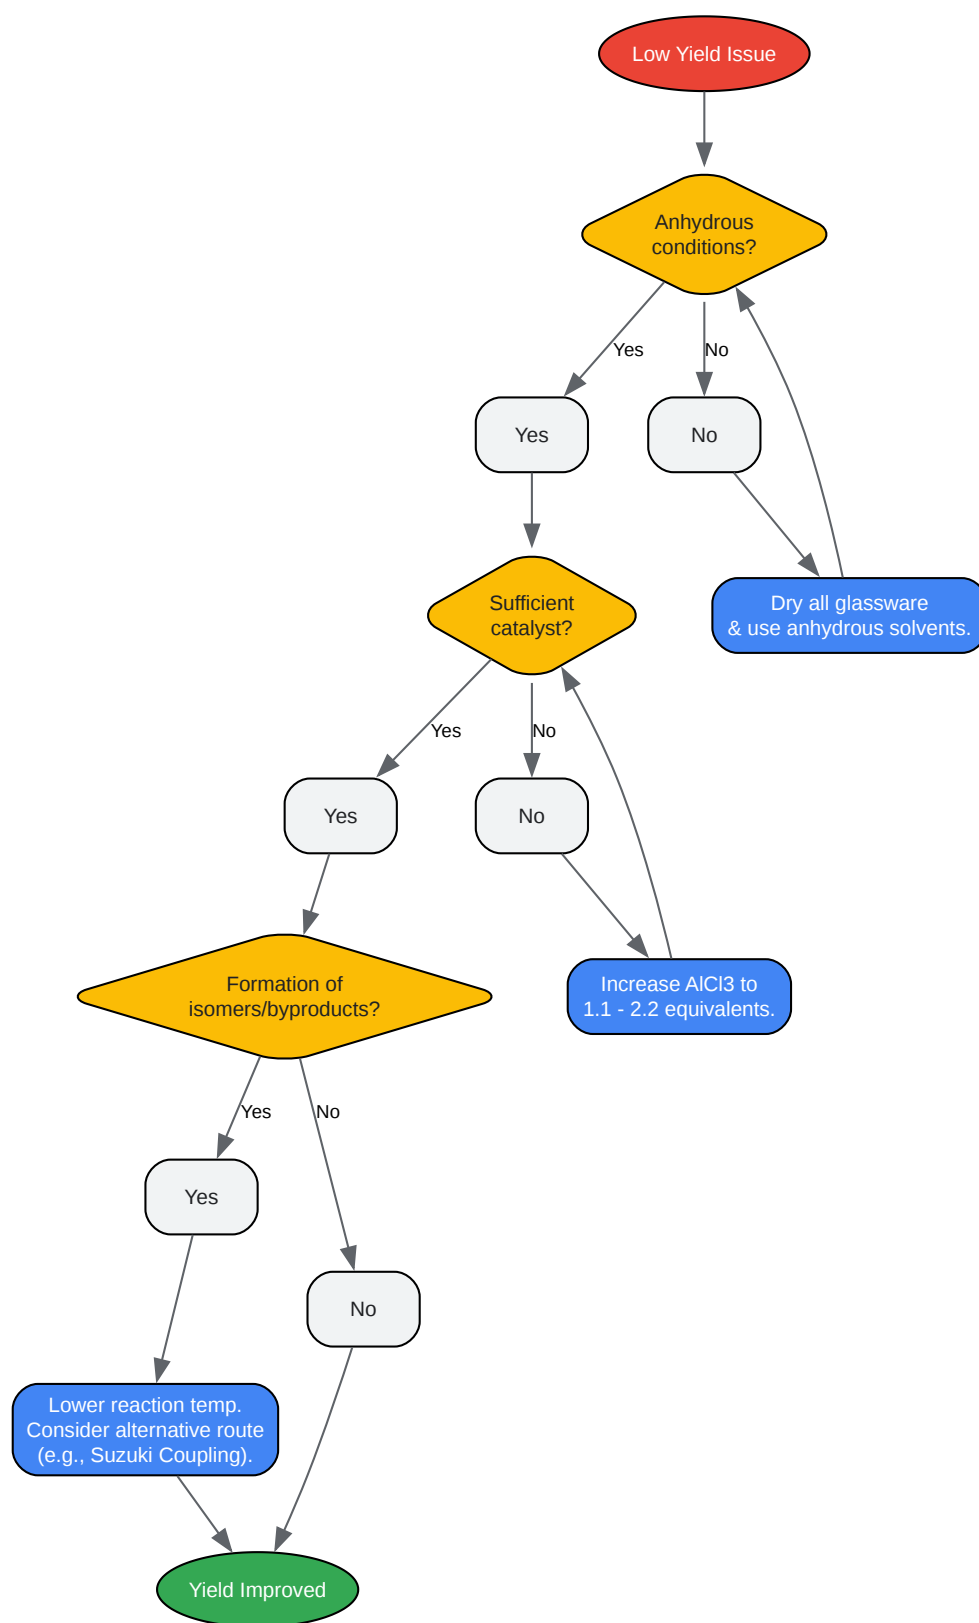 Low Yield Issue
Anhydrous
conditions?
Yes
No
Yes
No
Dry all glassware
& use anhydrous solvents.
Sufficient
catalyst?
Yes
No
Yes
No
Increase AlCl3 to
1.1 - 2.2 equivalents.
Formation of
isomers/byproducts?
Yes
No
Yes
No
Lower reaction temp.
Consider alternative route
(e.g., Suzuki Coupling).
Yield Improved